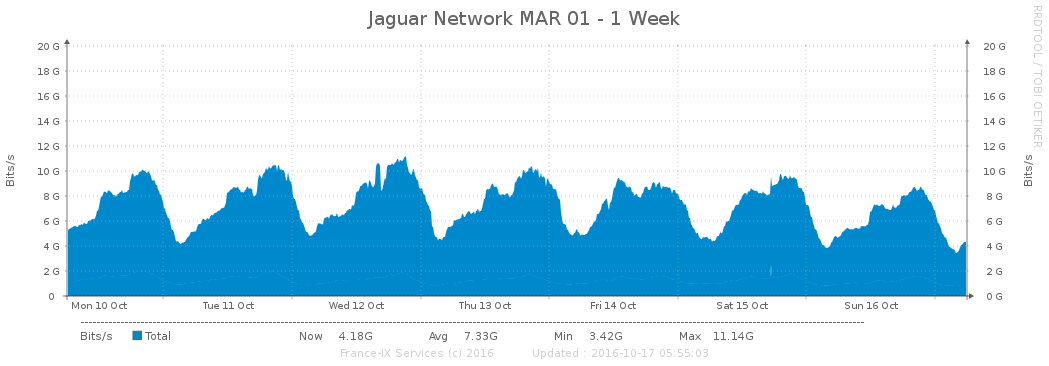 Jaguar Network MAR 01 - 1 Week
RRDTOOL / TOBI OETIKER
Bits/s
20 G 20 G
18 G 18 G
16 G 16 G
14 G 14 G
12 G 12 G
10 G 10 G
8 G 8 G
6 G 6 G
4 G 4 G
2 G 2 G
0 0 G
Bits/s
Mon 10 Oct Tue 11 Oct Wed 12 Oct Thu 13 Oct Fri 14 Oct Sat 15 Oct Sun 16 Oct
Bits/s Total Now 4.18G Avg 7.33G Min 3.42G Max 11.14G
France-IX Services (c) 2016 Updated : 2016-10-17 05:55:03